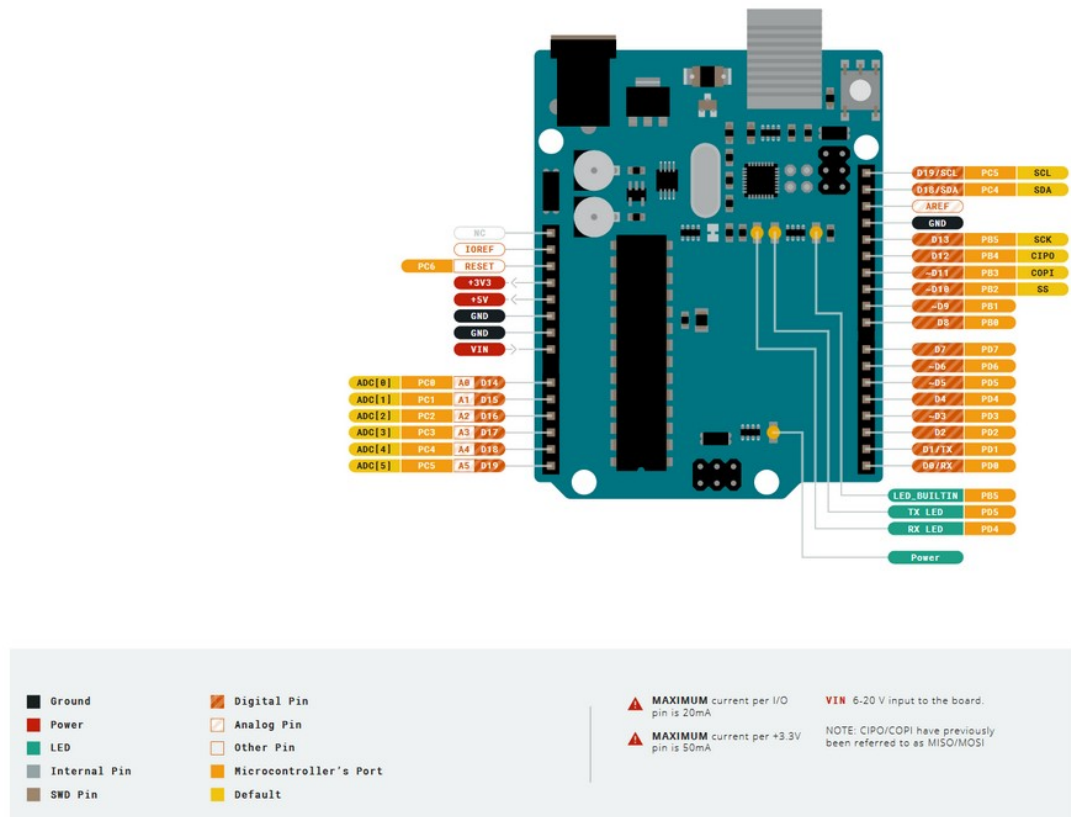 D19/SCL PC5 SCL
D18/SDA PC4 SDA
AREF
GND
D13 PB5 SCK
D12 PB4 CIPO
~D11 PB3 COPI
~D10 PB2 SS
~D9 PB1
D8 PB0
D7 PD7
~D6 PD6
~D5 PD5
D4 PD4
~D3 PD3
D2 PD2
D1/TX PD1
D0/RX PD0
NC
IOREF
PC6 RESET
+3V3
+5V
GND
GND
VIN
ADC[0] PC0 A0 D14
ADC[1] PC1 A1 D15
ADC[2] PC2 A2 D16
ADC[3] PC3 A3 D17
ADC[4] PC4 A4 D18
ADC[5] PC5 A5 D19
LED_BUILTIN PB5
TX LED PD5
RX LED PD4
Power
Ground
Power
LED
Internal Pin
SWD Pin
Digital Pin
Analog Pin
Other Pin
Microcontroller's Port
Default
MAXIMUM current per I/O
pin is 20mA
MAXIMUM current per +3.3V
pin is 50mA
VIN 6-20 V input to the board.
NOTE: CIPO/COPI have previously
been referred to as MISO/MOSI